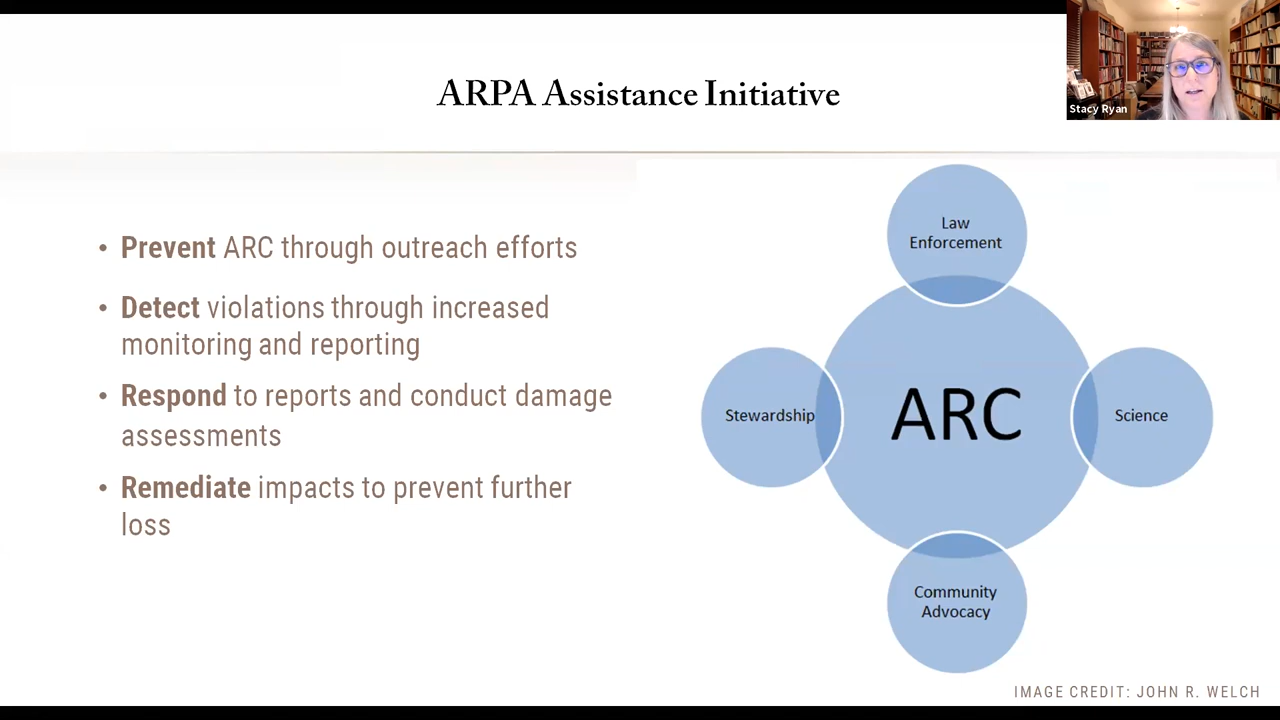 ARPA Assistance Initiative
Stacy Ryan
• Prevent ARC through outreach efforts
• Detect violations through increased
monitoring and reporting
• Respond to reports and conduct damage
assessments
• Remediate impacts to prevent further
loss
Law
Enforcement
Stewardship
ARC
Science
Community
Advocacy
IMAGE CREDIT: JOHN R. WELCH